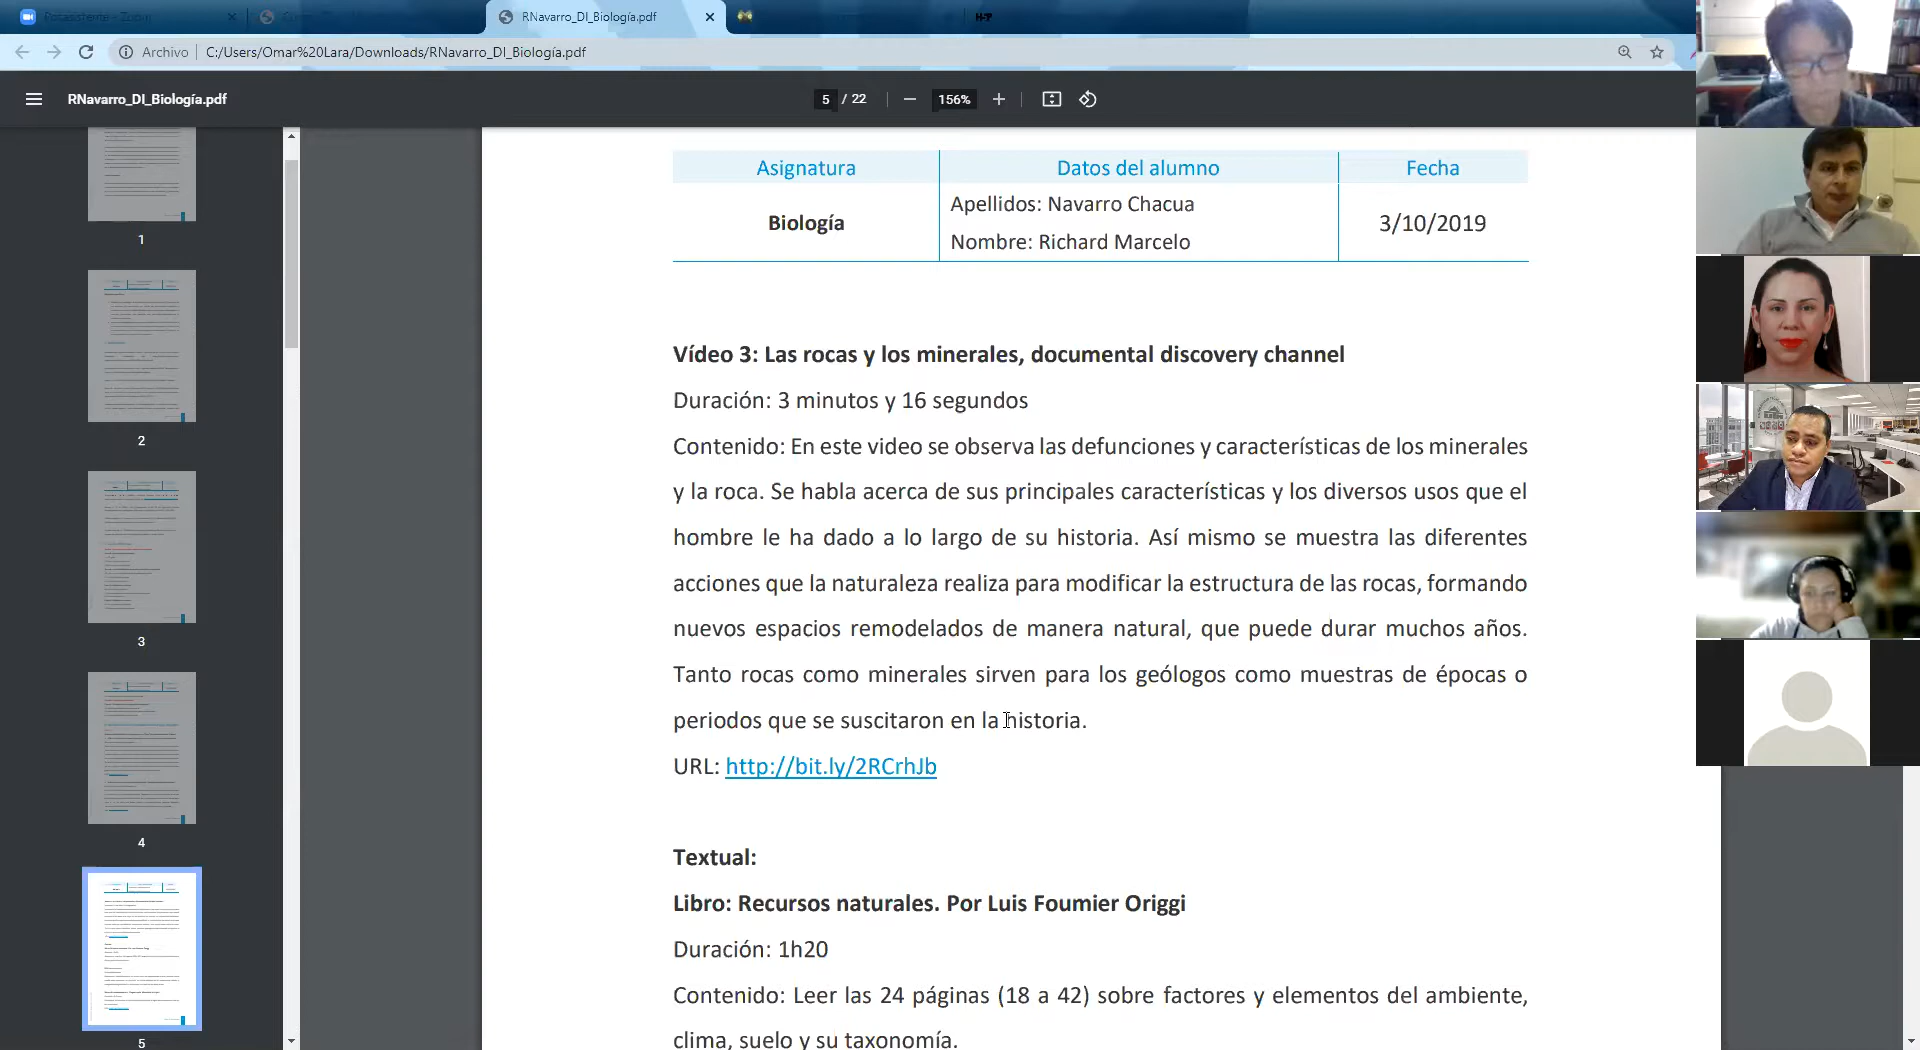 RNavarro_DI_Biología.pdf
Archivo
C:/Users/Omar%20Lara/Downloads/RNavarro_DI_Biología.pdf
RNavarro_DI_Biología.pdf
5 / 22
156%
1
2
3
4
5
Asignatura
Datos del alumno
Fecha
Biología
Apellidos: Navarro Chacua
Nombre: Richard Marcelo
3/10/2019
Vídeo 3: Las rocas y los minerales, documental discovery channel
Duración: 3 minutos y 16 segundos
Contenido: En este video se observa las defunciones y características de los minerales
y la roca. Se habla acerca de sus principales características y los diversos usos que el
hombre le ha dado a lo largo de su historia. Así mismo se muestra las diferentes
acciones que la naturaleza realiza para modificar la estructura de las rocas, formando
nuevos espacios remodelados de manera natural, que puede durar muchos años.
Tanto rocas como minerales sirven para los geólogos como muestras de épocas o
periodos que se suscitaron en la historia.
URL: http://bit.ly/2RCrhJb
Textual:
Libro: Recursos naturales. Por Luis Foumier Origgi
Duración: 1h20
Contenido: Leer las 24 páginas (18 a 42) sobre factores y elementos del ambiente,
clima, suelo y su taxonomía.